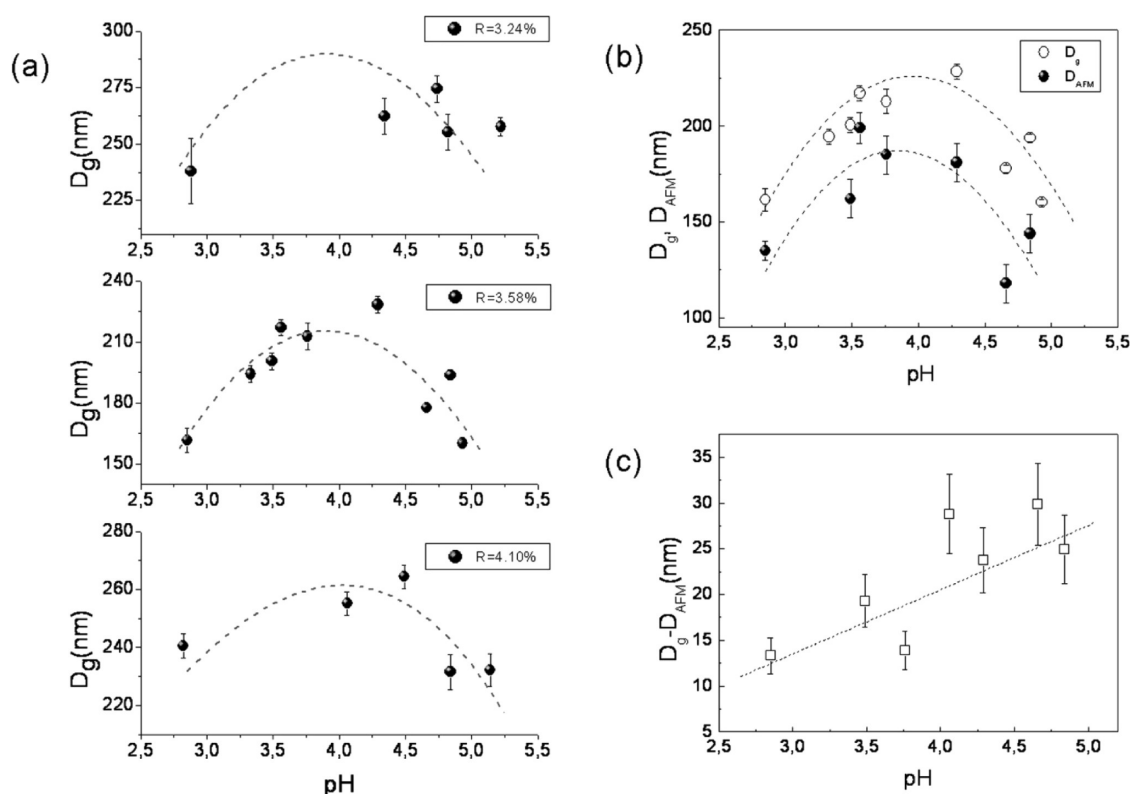 (a)
300
275
250
225
Dg(nm)
R=3.24%
2,5 3,0 3,5 4,0 4,5 5,0 5,5
240
210
180
150
Dg(nm)
R=3.58%
2,5 3,0 3,5 4,0 4,5 5,0 5,5
280
260
240
220
Dg(nm)
R=4.10%
2,5 3,0 3,5 4,0 4,5 5,0 5,5
pH
(b)
250
200
150
100
Dg, DAFM(nm)
Dg
DAFM
2,5 3,0 3,5 4,0 4,5 5,0 5,5
pH
(c)
35
30
25
20
15
10
5
Dg-DAFM(nm)
2,5 3,0 3,5 4,0 4,5 5,0
pH